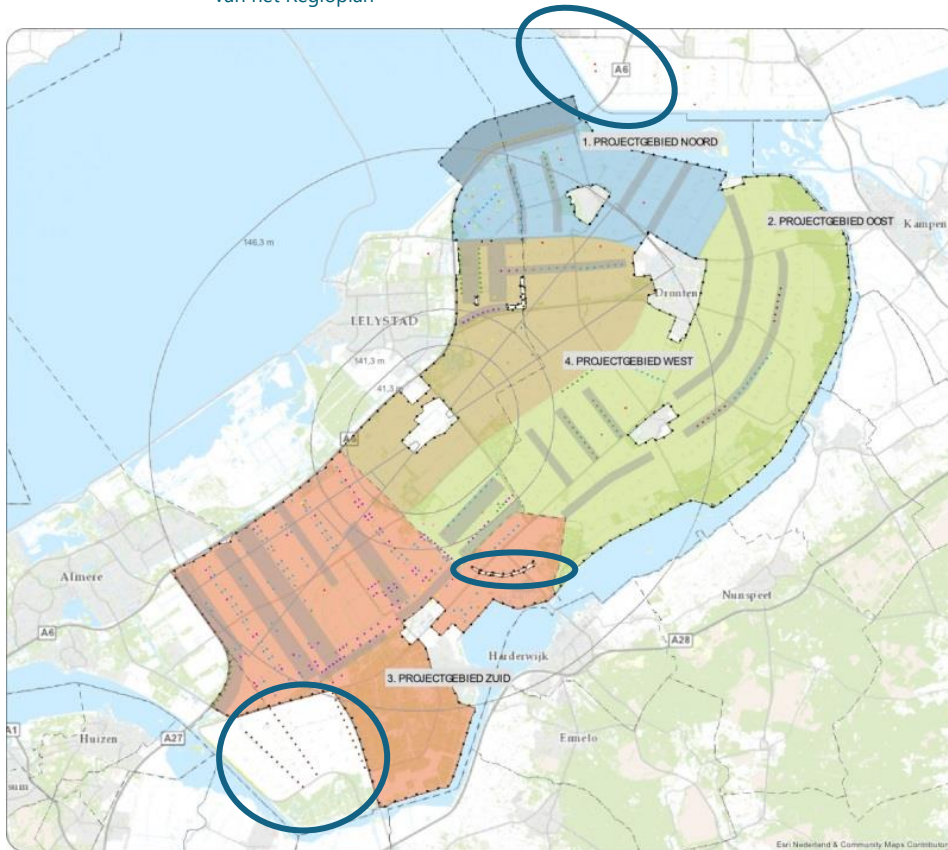 van het Regioplan
A6
1. PROJECTGEBIED NOORD
2. PROJECTGEBIED OOST
Kampen
146,3 m
Dronten
LELYSTAD
4. PROJECTGEBIED WEST
141,3 m
41,3 m
A6
Almere
Nunspeet
A6
A28
Harderwijk
3. PROJECTGEBIED ZUID
A1
Huizen
A27
Ermelo
sum
Esri Nederland & Community Maps Contributor